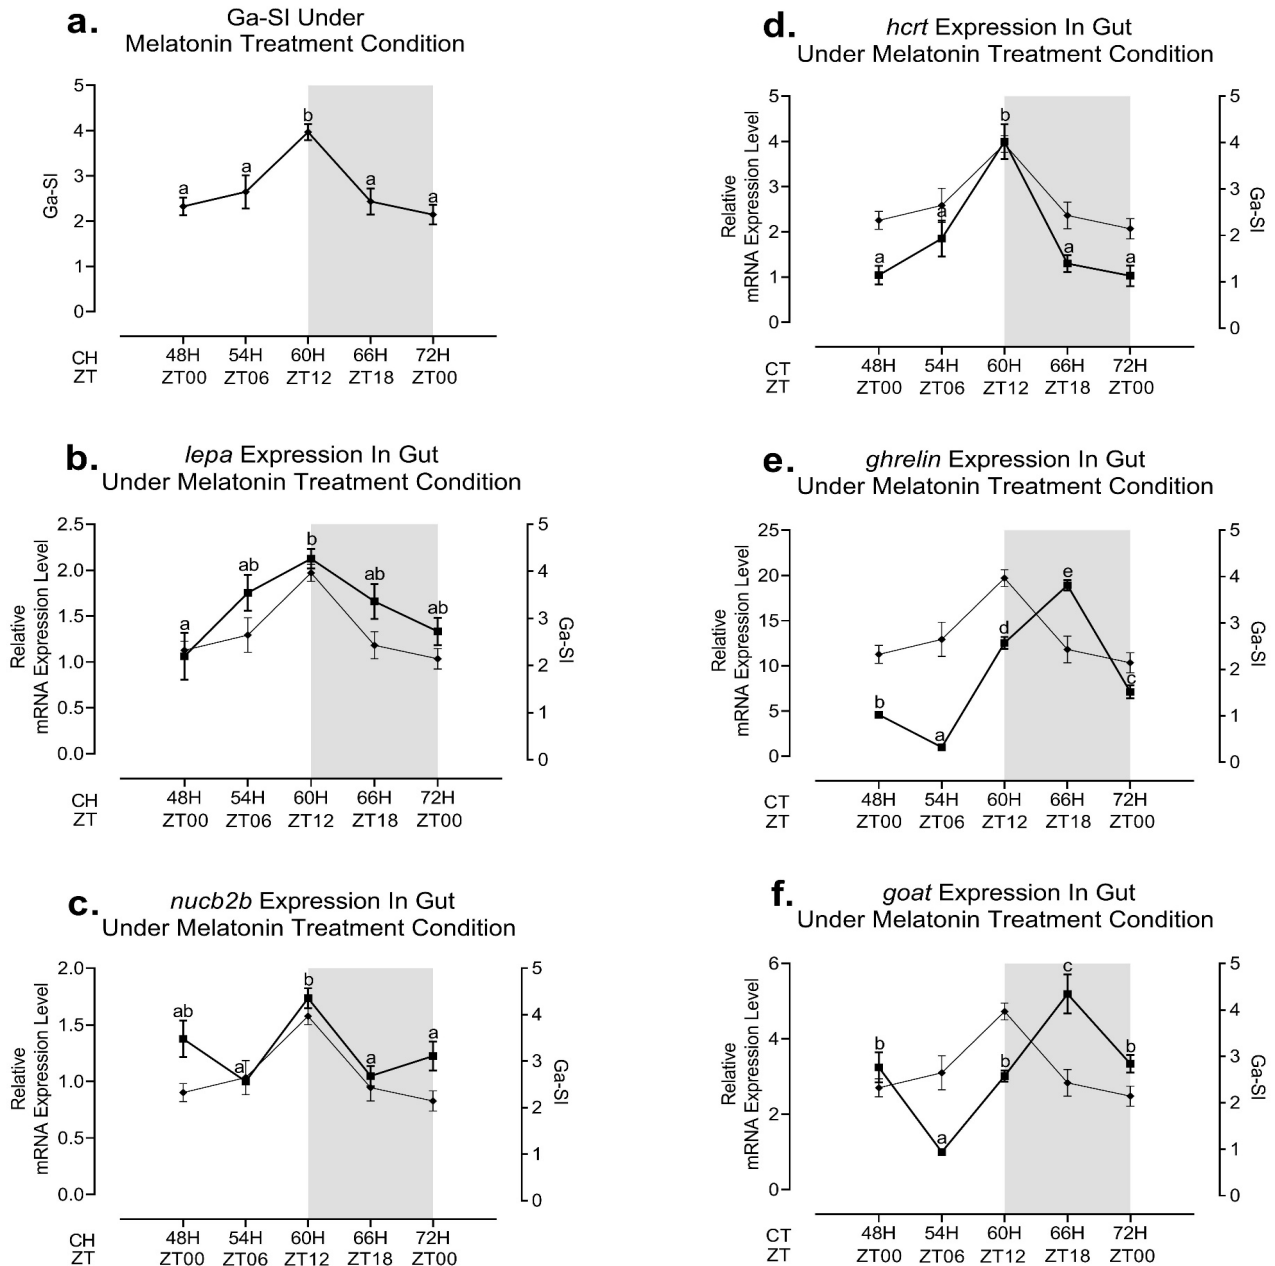 a.
Ga-SI Under
Melatonin Treatment Condition
Ga-SI
5
4
3
2
1
0
a
a
b
a
a
CH
48H 54H 60H 66H 72H
ZT
ZT00 ZT06 ZT12 ZT18 ZT00
b.
lepa Expression In Gut
Under Melatonin Treatment Condition
Relative
mRNA Expression Level
2.5
2.0
1.5
1.0
0.5
0.0
a
ab
b
ab
ab
5
4
3
2
1
0
Ga-SI
CH
48H 54H 60H 66H 72H
ZT
ZT00 ZT06 ZT12 ZT18 ZT00
c.
nucb2b Expression In Gut
Under Melatonin Treatment Condition
Relative
mRNA Expression Level
2.0
1.5
1.0
0.5
0.0
ab
a
b
a
a
5
4
3
2
1
0
Ga-SI
CH
48H 54H 60H 66H 72H
ZT
ZT00 ZT06 ZT12 ZT18 ZT00
d.
hcrt Expression In Gut
Under Melatonin Treatment Condition
Relative
mRNA Expression Level
5
4
3
2
1
0
a
a
b
a
a
5
4
3
2
1
0
Ga-SI
CT
48H 54H 60H 66H 72H
ZT
ZT00 ZT06 ZT12 ZT18 ZT00
e.
ghrelin Expression In Gut
Under Melatonin Treatment Condition
Relative
mRNA Expression Level
25
20
15
10
5
0
b
a
d
e
c
5
4
3
2
1
0
Ga-SI
CT
48H 54H 60H 66H 72H
ZT
ZT00 ZT06 ZT12 ZT18 ZT00
f.
goat Expression In Gut
Under Melatonin Treatment Condition
Relative
mRNA Expression Level
6
4
2
0
b
a
b
c
b
5
4
3
2
1
0
Ga-SI
CT
48H 54H 60H 66H 72H
ZT
ZT00 ZT06 ZT12 ZT18 ZT00